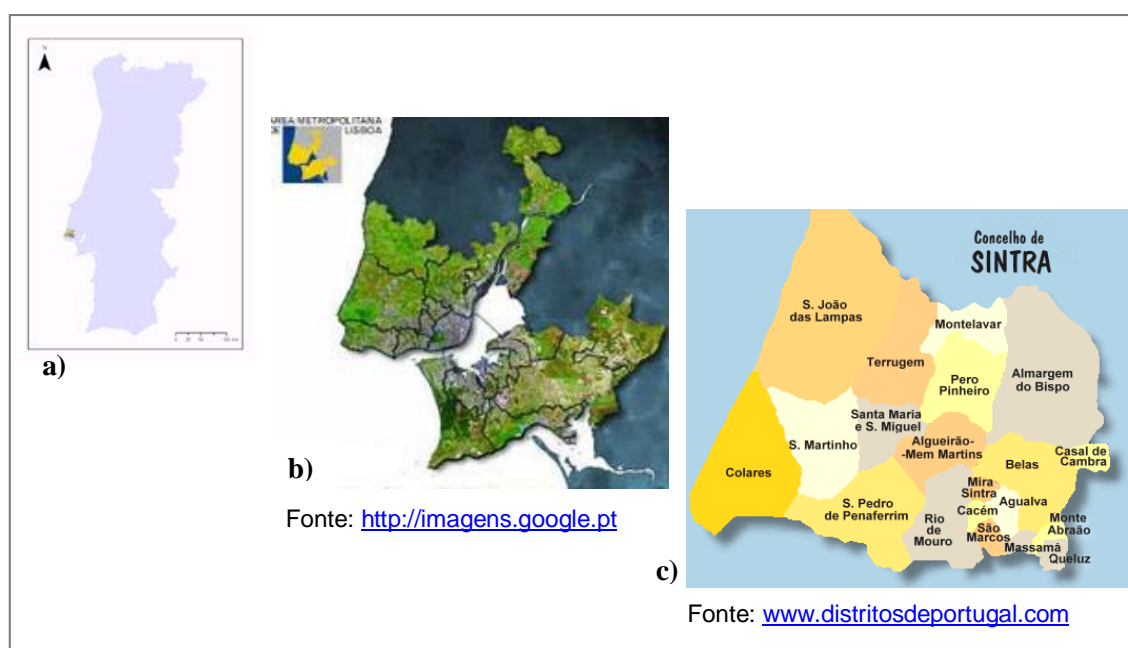 N
a)
ÁREA METROPOLITANA
DE LISBOA
b)
Fonte: http://imagens.google.pt
Concelho de
SINTRA
S. João
das Lampas
Montelavar
Terrugem
Pero
Pinheiro
Almargem
do Bispo
Santa Maria
e S. Miguel
S. Martinho
Algueirão-
-Mem Martins
Colares
Belas
Casal de
Cambra
Mira
Sintra
S. Pedro
de Penaferrim
Agualva
Cacém
Rio
de
Mouro
São
Marcos
Monte
Abraão
Massamá
Queluz
c)
Fonte: www.distritosdeportugal.com